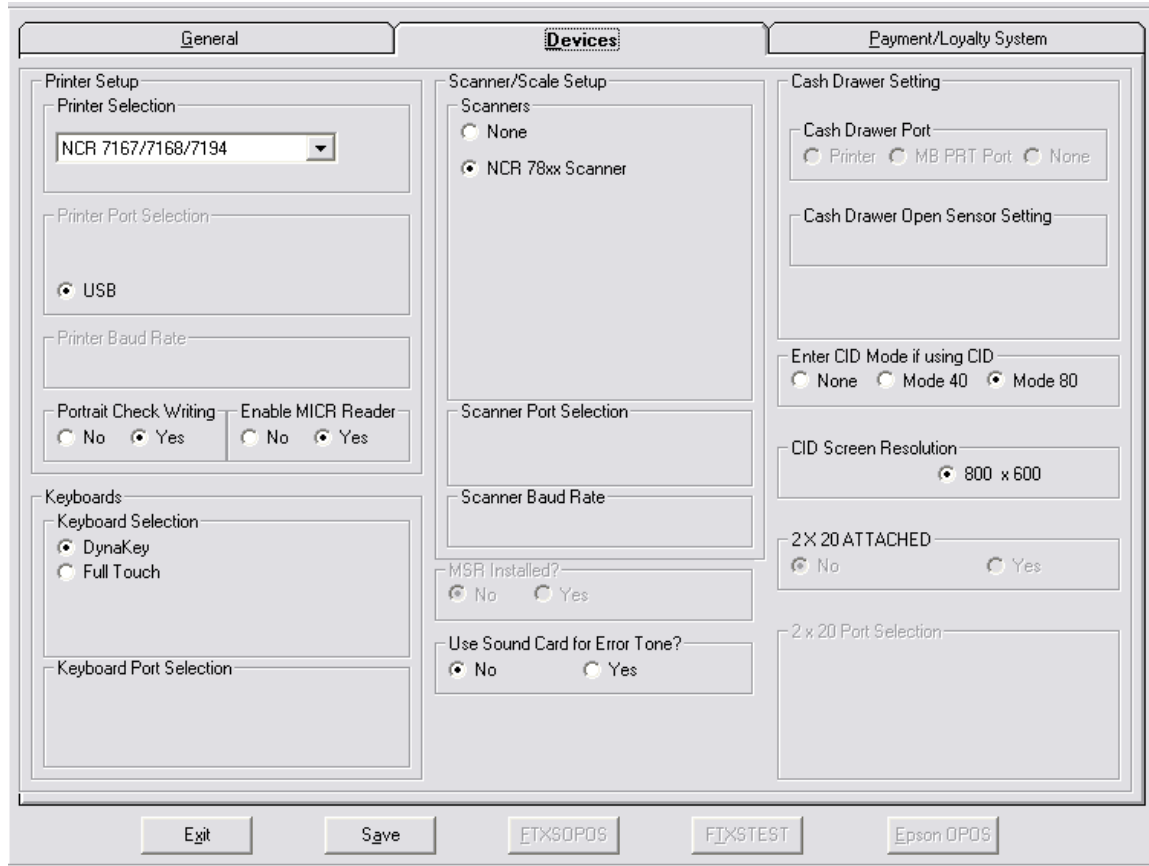 General
Devices
Payment/Loyalty System
Printer Setup
Printer Selection
NCR 7167/7168/7194
Printer Port Selection
USB
Printer Baud Rate
Portrait Check Writing
No Yes
Enable MICR Reader
No Yes
Keyboards
Keyboard Selection
DynaKey
Full Touch
Keyboard Port Selection
Scanner/Scale Setup
Scanners
None
NCR 78xx Scanner
Scanner Port Selection
Scanner Baud Rate
MSR Installed?
No Yes
Use Sound Card for Error Tone?
No Yes
Cash Drawer Setting
Cash Drawer Port
Printer MB PRT Port None
Cash Drawer Open Sensor Setting
Enter CID Mode if using CID
None Mode 40 Mode 80
CID Screen Resolution
800 x 600
2 X 20 ATTACHED
No Yes
2 x 20 Port Selection
Exit
Save
FTXSOPOS
FTXSTEST
Epson OPOS